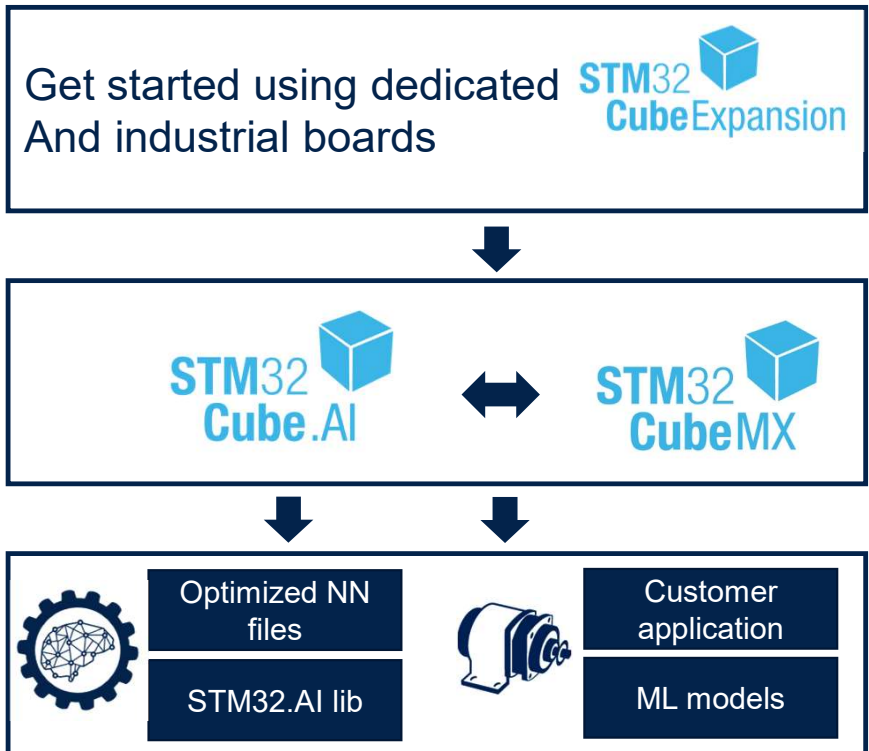 Get started using dedicated
And industrial boards
STM32
CubeExpansion
STM32
Cube.AI
STM32
CubeMX
Optimized NN
files
STM32.AI lib
Customer
application
ML models